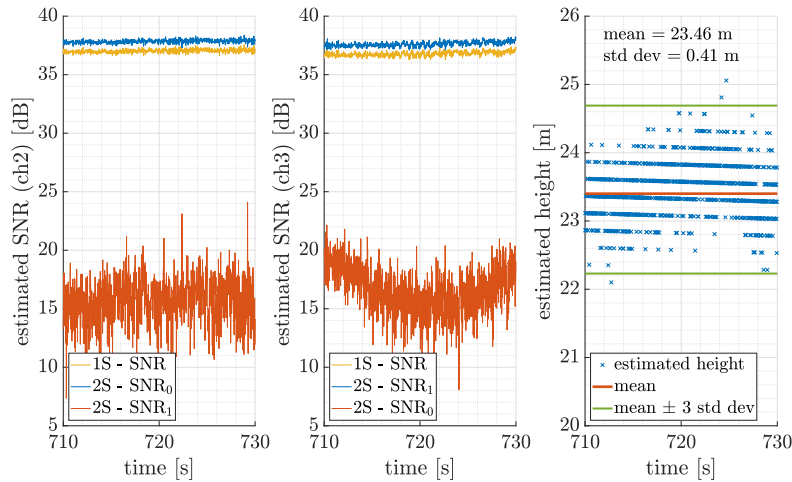 40
35
30
25
20
15
10
5
710
720
730
time [s]
estimated SNR (ch2) [dB]
1S - SNR
2S - SNR₀
2S - SNR₁
40
35
30
25
20
15
10
5
710
720
730
time [s]
estimated SNR (ch3) [dB]
1S - SNR
2S - SNR₁
2S - SNR₀
26
25
24
23
22
21
20
710
720
730
time [s]
estimated height [m]
mean = 23.46 m
std dev = 0.41 m
estimated height
mean
mean ± 3 std dev